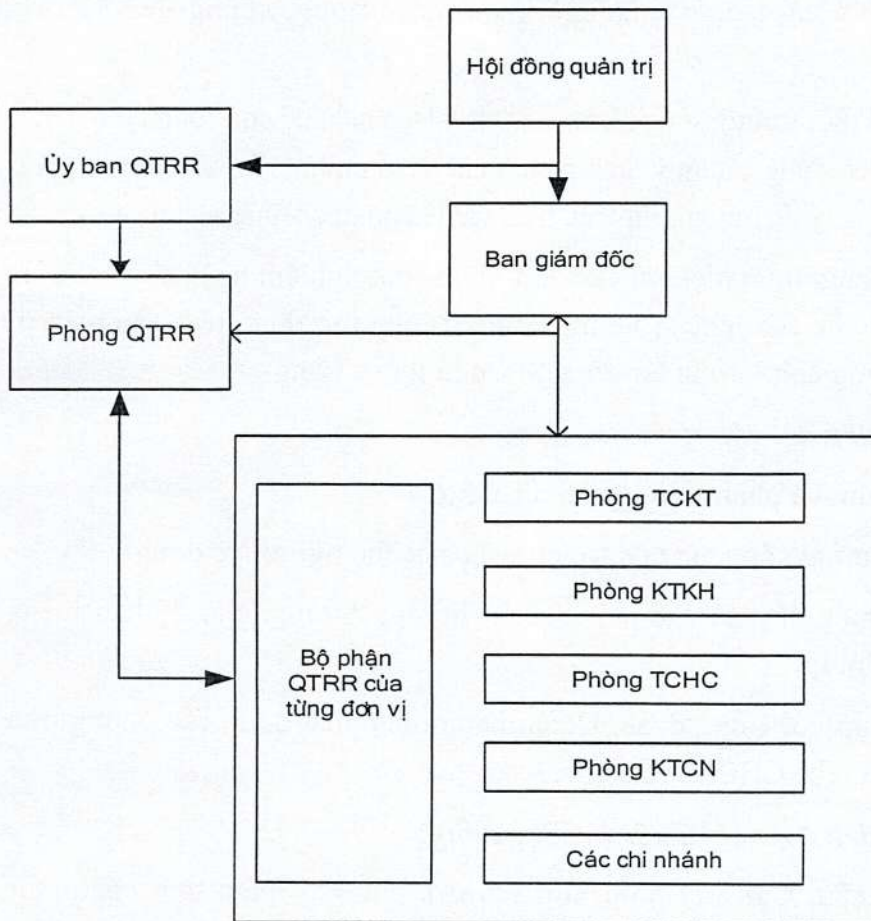 Hội đồng quản trị
Ủy ban QTRR
Ban giám đốc
Phòng QTRR
Phòng TCKT
Phòng KTKH
Bộ phận
QTRR của
từng đơn vị
Phòng TCHC
Phòng KTCN
Các chi nhánh